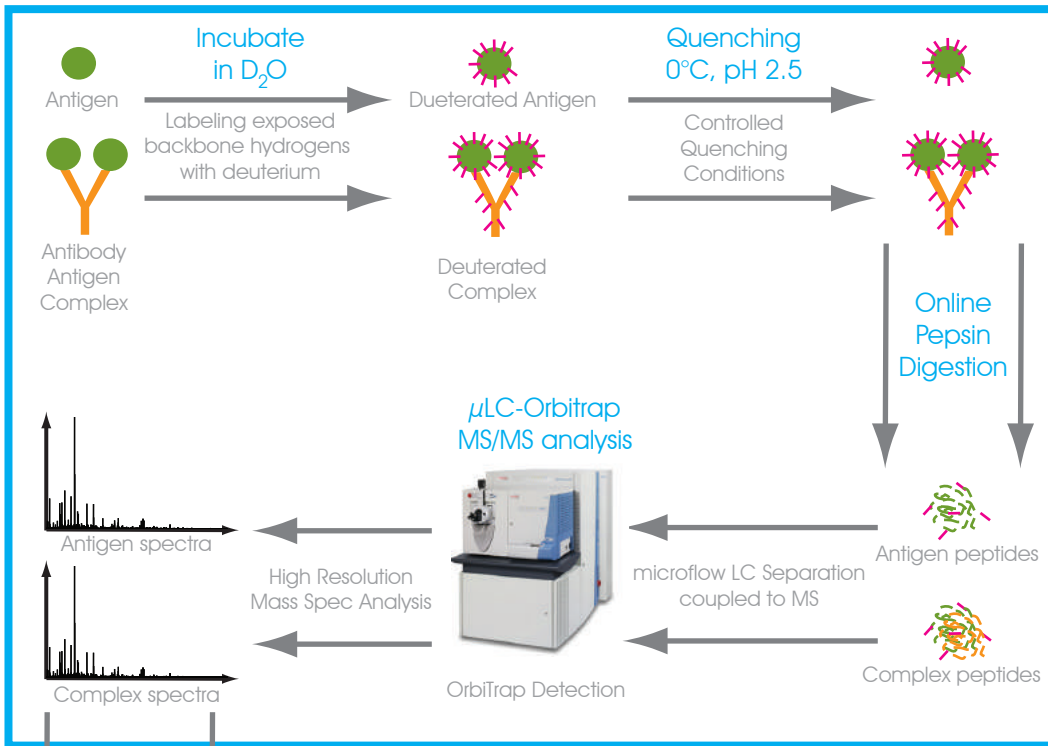 Incubate
in D₂O
Quenching
0°C, pH 2.5
Antigen
Dueterated Antigen
Labeling exposed
backbone hydrogens
with deuterium
Controlled
Quenching
Conditions
Antibody
Antigen
Complex
Deuterated
Complex
Online
Pepsin
Digestion
µLC-Orbitrap
MS/MS analysis
Antigen spectra
High Resolution
Mass Spec Analysis
microflow LC Separation
coupled to MS
Antigen peptides
Complex spectra
OrbiTrap Detection
Complex peptides